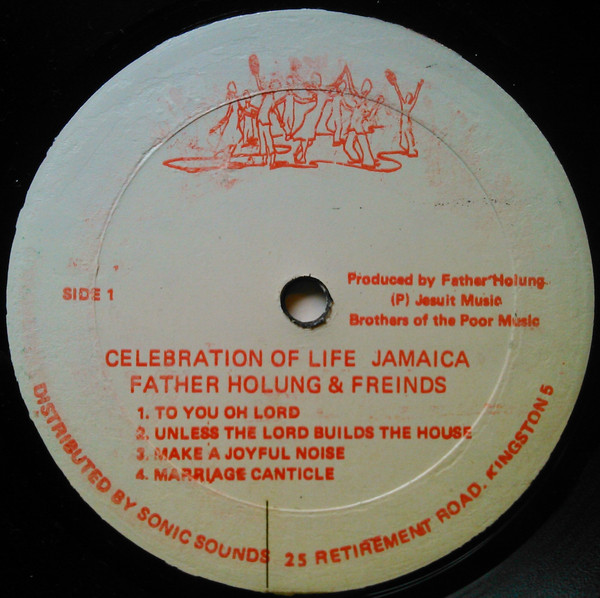 SIDE 1
Produced by Father Holung
(P) Jesuit Music
Brothers of the Poor Music
CELEBRATION OF LIFE JAMAICA
FATHER HOLUNG & FREINDS
1. TO YOU OH LORD
2. UNLESS THE LORD BUILDS THE HOUSE
3. MAKE A JOYFUL NOISE
4. MARRIAGE CANTICLE
DISTRIBUTED BY SONIC SOUNDS 25 RETIREMENT ROAD. KINGSTON 5